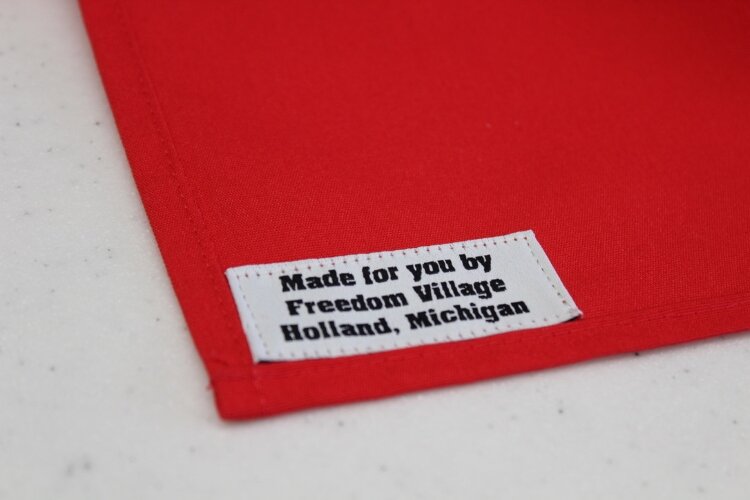 Made for you by
Freedom Village
Holland, Michigan